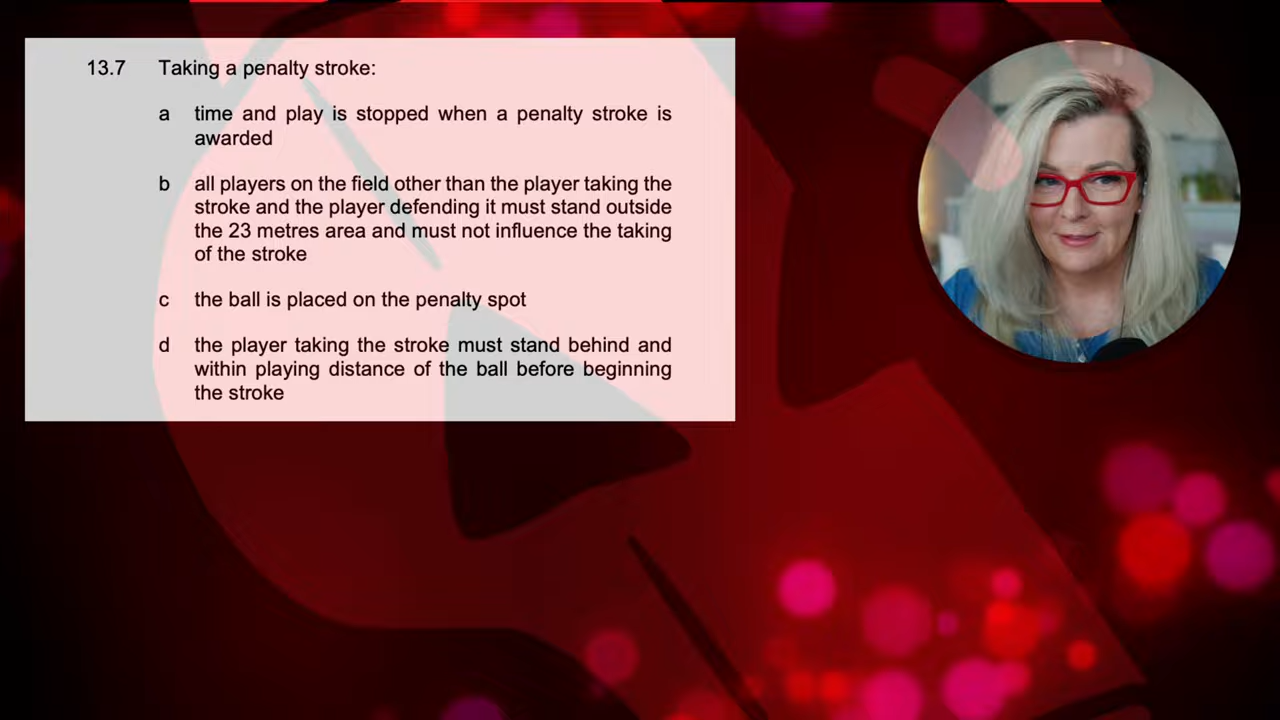 13.7 Taking a penalty stroke:
a time and play is stopped when a penalty stroke is
awarded
b all players on the field other than the player taking the
stroke and the player defending it must stand outside
the 23 metres area and must not influence the taking
of the stroke
c the ball is placed on the penalty spot
d the player taking the stroke must stand behind and
within playing distance of the ball before beginning
the stroke